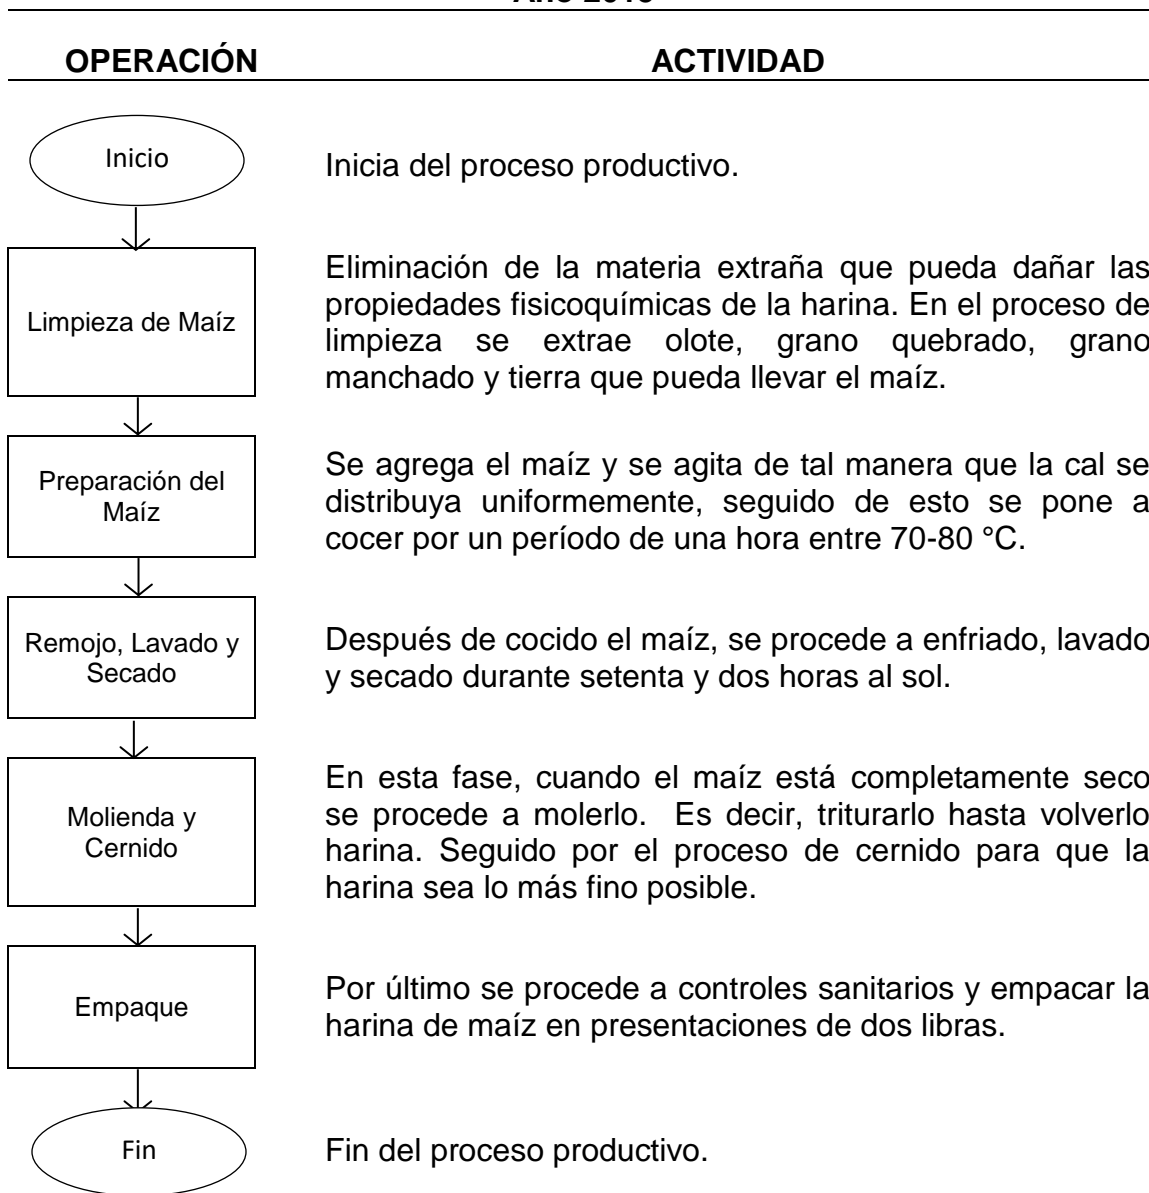 OPERACIÓN ACTIVIDAD
Inicio
Inicia del proceso productivo.
Limpieza de Maíz
Eliminación de la materia extraña que pueda dañar las
propiedades fisicoquímicas de la harina. En el proceso de
limpieza se extrae olote, grano quebrado, grano
manchado y tierra que pueda llevar el maíz.
Preparación del
Maíz
Se agrega el maíz y se agita de tal manera que la cal se
distribuya uniformemente, seguido de esto se pone a
cocer por un período de una hora entre 70-80 °C.
Remojo, Lavado y
Secado
Después de cocido el maíz, se procede a enfriado, lavado
y secado durante setenta y dos horas al sol.
Molienda y
Cernido
En esta fase, cuando el maíz está completamente seco
se procede a molerlo. Es decir, triturarlo hasta volverlo
harina. Seguido por el proceso de cernido para que la
harina sea lo más fino posible.
Empaque
Por último se procede a controles sanitarios y empacar la
harina de maíz en presentaciones de dos libras.
Fin
Fin del proceso productivo.